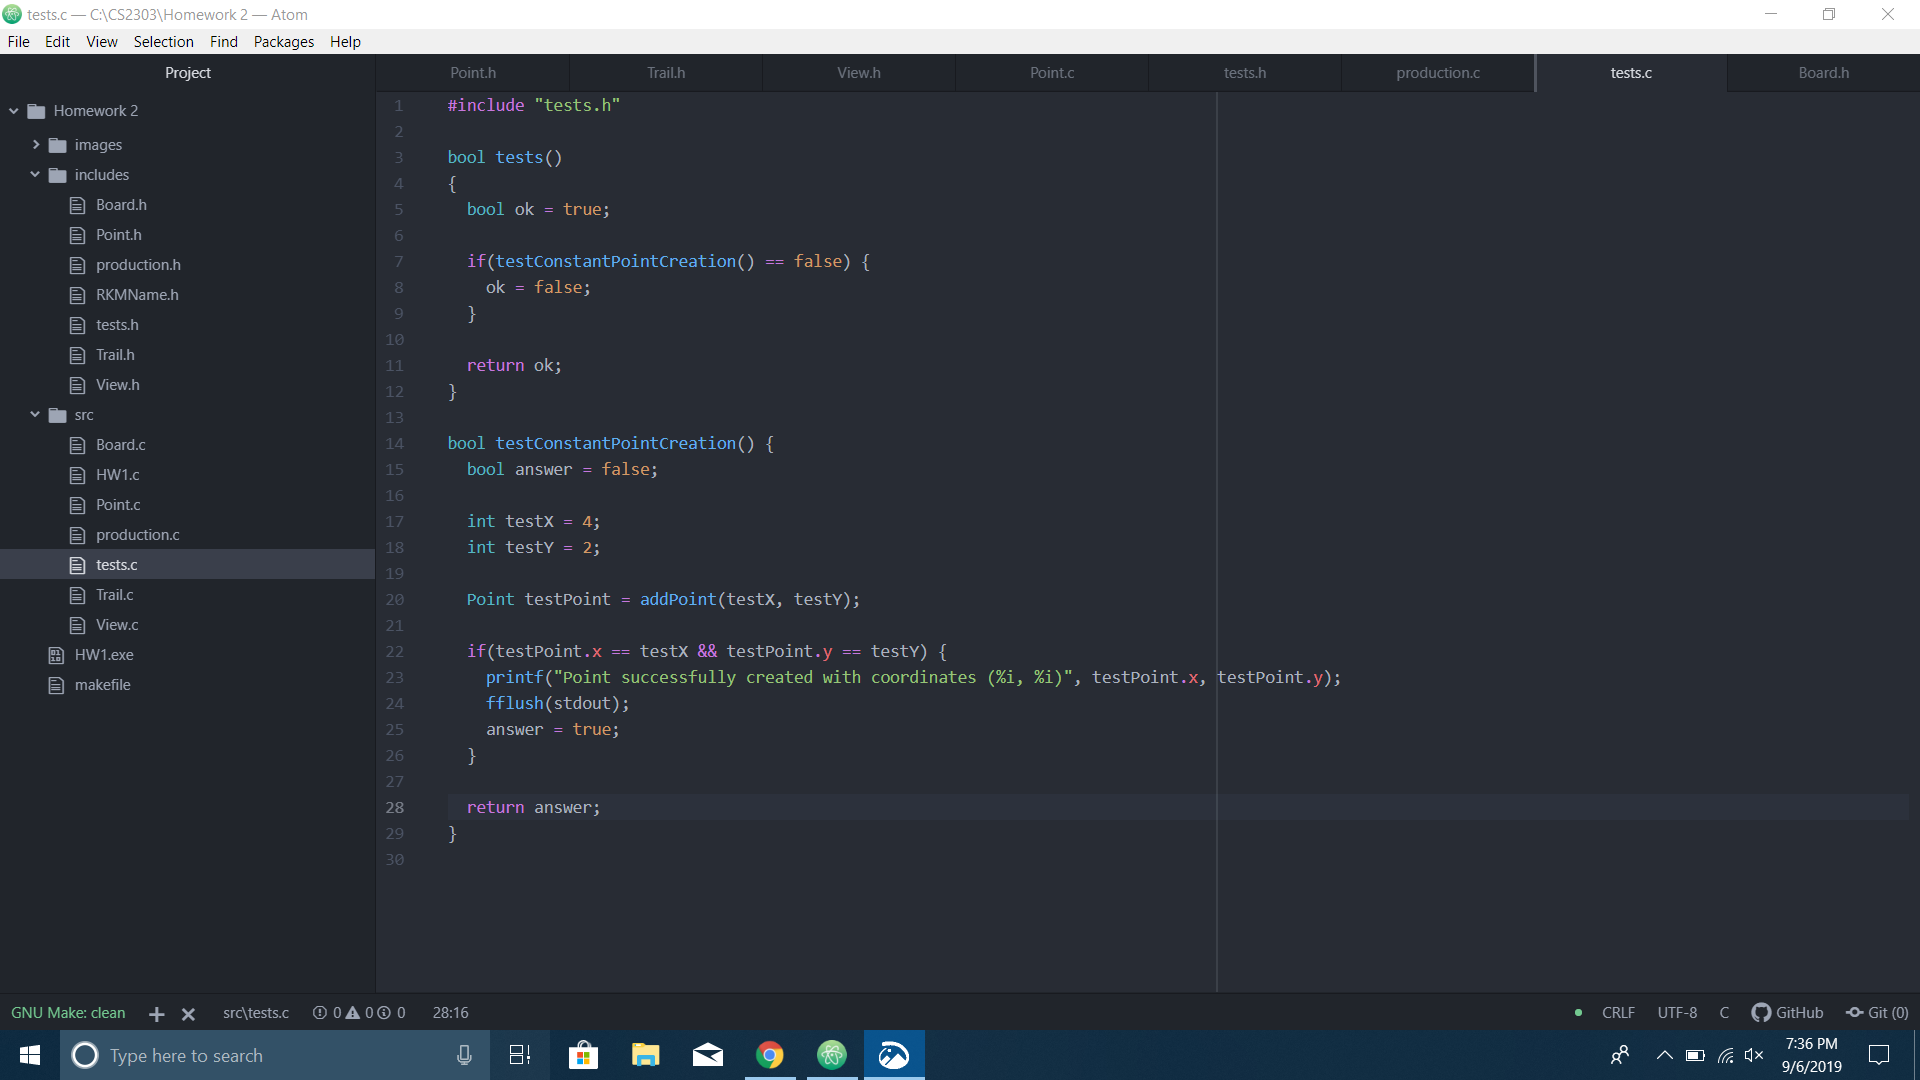 tests.c — C:\CS2303\Homework 2 — Atom
File Edit View Selection Find Packages Help
Project
Point.h Trail.h View.h Point.c tests.h production.c tests.c Board.h
Homework 2
images
includes
Board.h
Point.h
production.h
RKMName.h
tests.h
Trail.h
View.h
src
Board.c
HW1.c
Point.c
production.c
tests.c
Trail.c
View.c
HW1.exe
makefile
1 #include "tests.h"
2
3 bool tests()
4 {
5 bool ok = true;
6
7 if(testConstantPointCreation() == false) {
8 ok = false;
9 }
10
11 return ok;
12 }
13
14 bool testConstantPointCreation() {
15 bool answer = false;
16
17 int testX = 4;
18 int testY = 2;
19
20 Point testPoint = addPoint(testX, testY);
21
22 if(testPoint.x == testX && testPoint.y == testY) {
23 printf("Point successfully created with coordinates (%i, %i)", testPoint.x, testPoint.y);
24 fflush(stdout);
25 answer = true;
26 }
27
28 return answer;
29 }
30
GNU Make: clean src\tests.c 0 0 0 28:16 CRLF UTF-8 C GitHub Git (0)
Type here to search
7:36 PM
9/6/2019